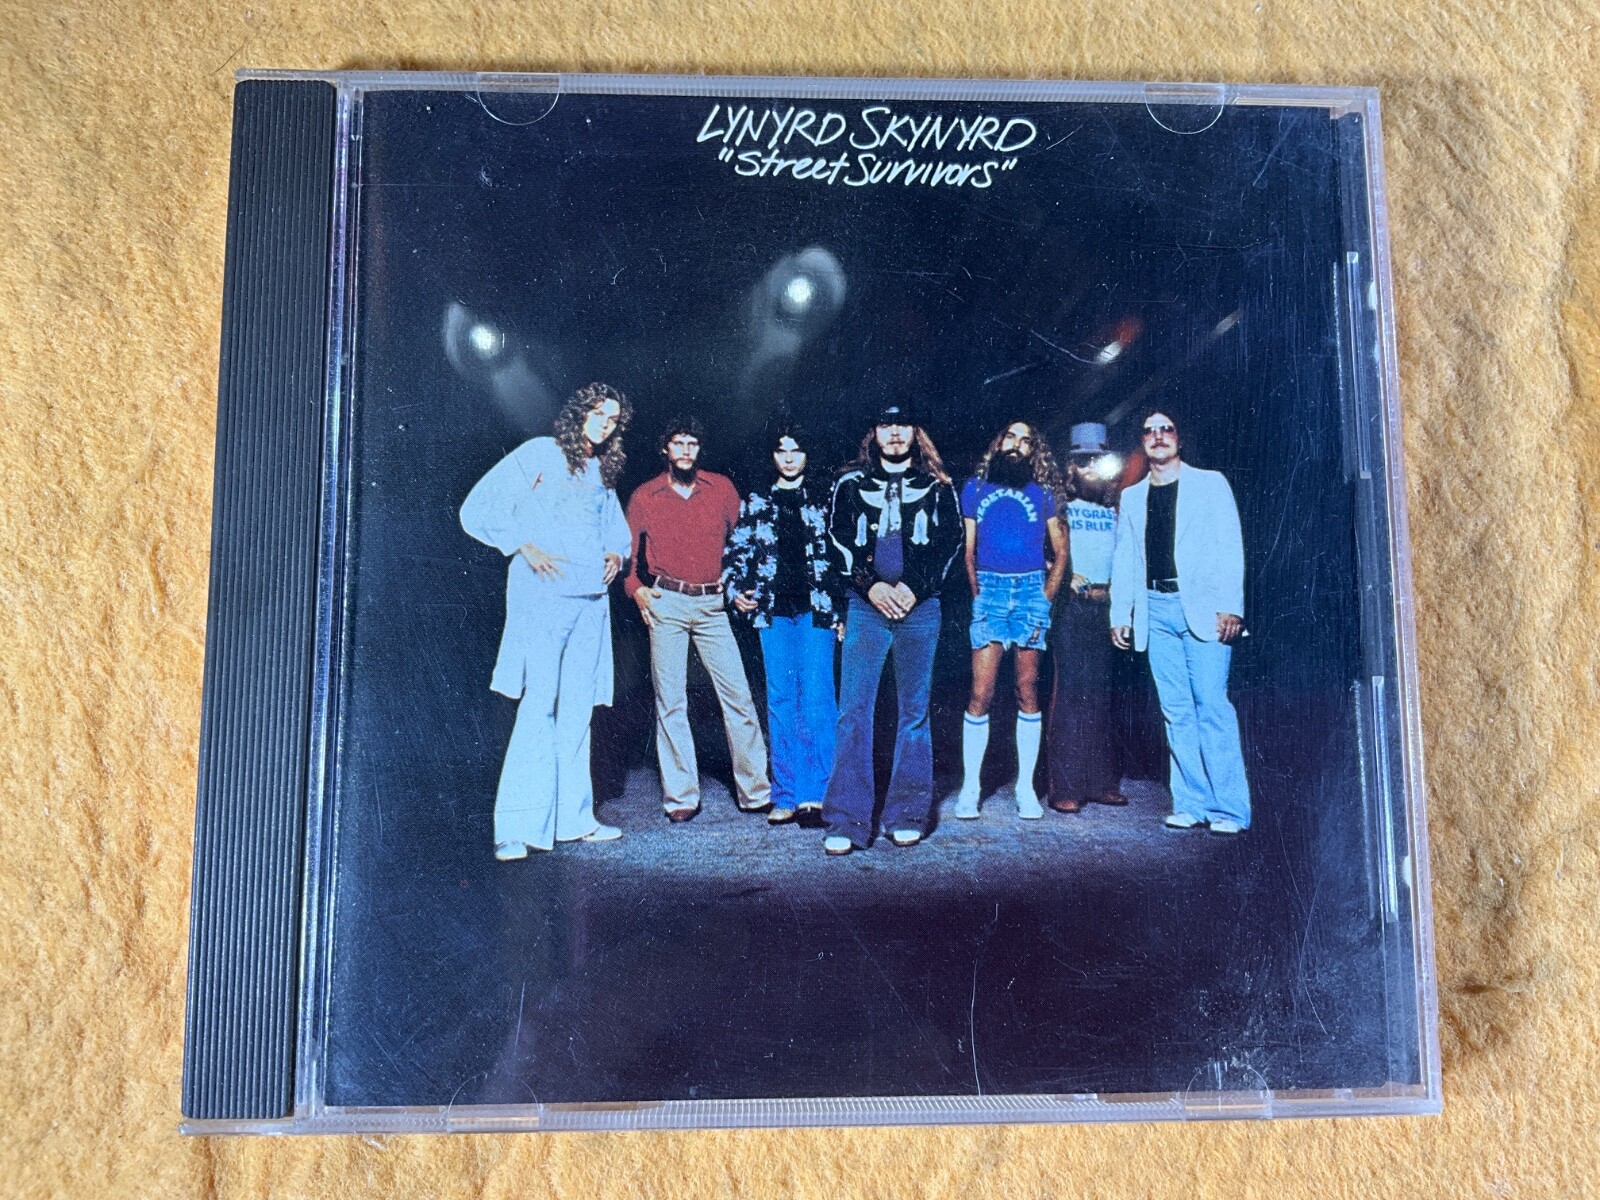 LYNYRD SKYNYRD
"Street Survivors"
VEGETARIAN
IS BLUE